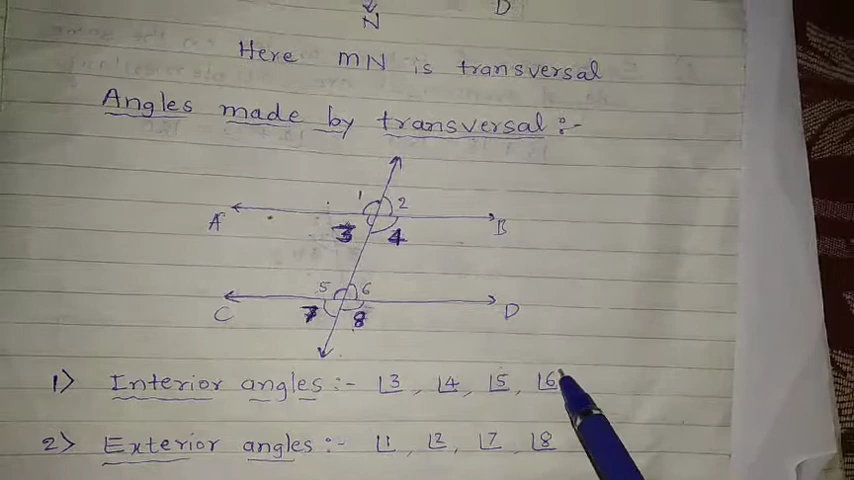 N D
Here MN is transversal
Angles made by transversal :-
1 2
A B
3 4
5 6
C D
7 8
1) Interior angles :- ∠3, ∠4, ∠5, ∠6
2) Exterior angles :- ∠1, ∠2, ∠7, ∠8